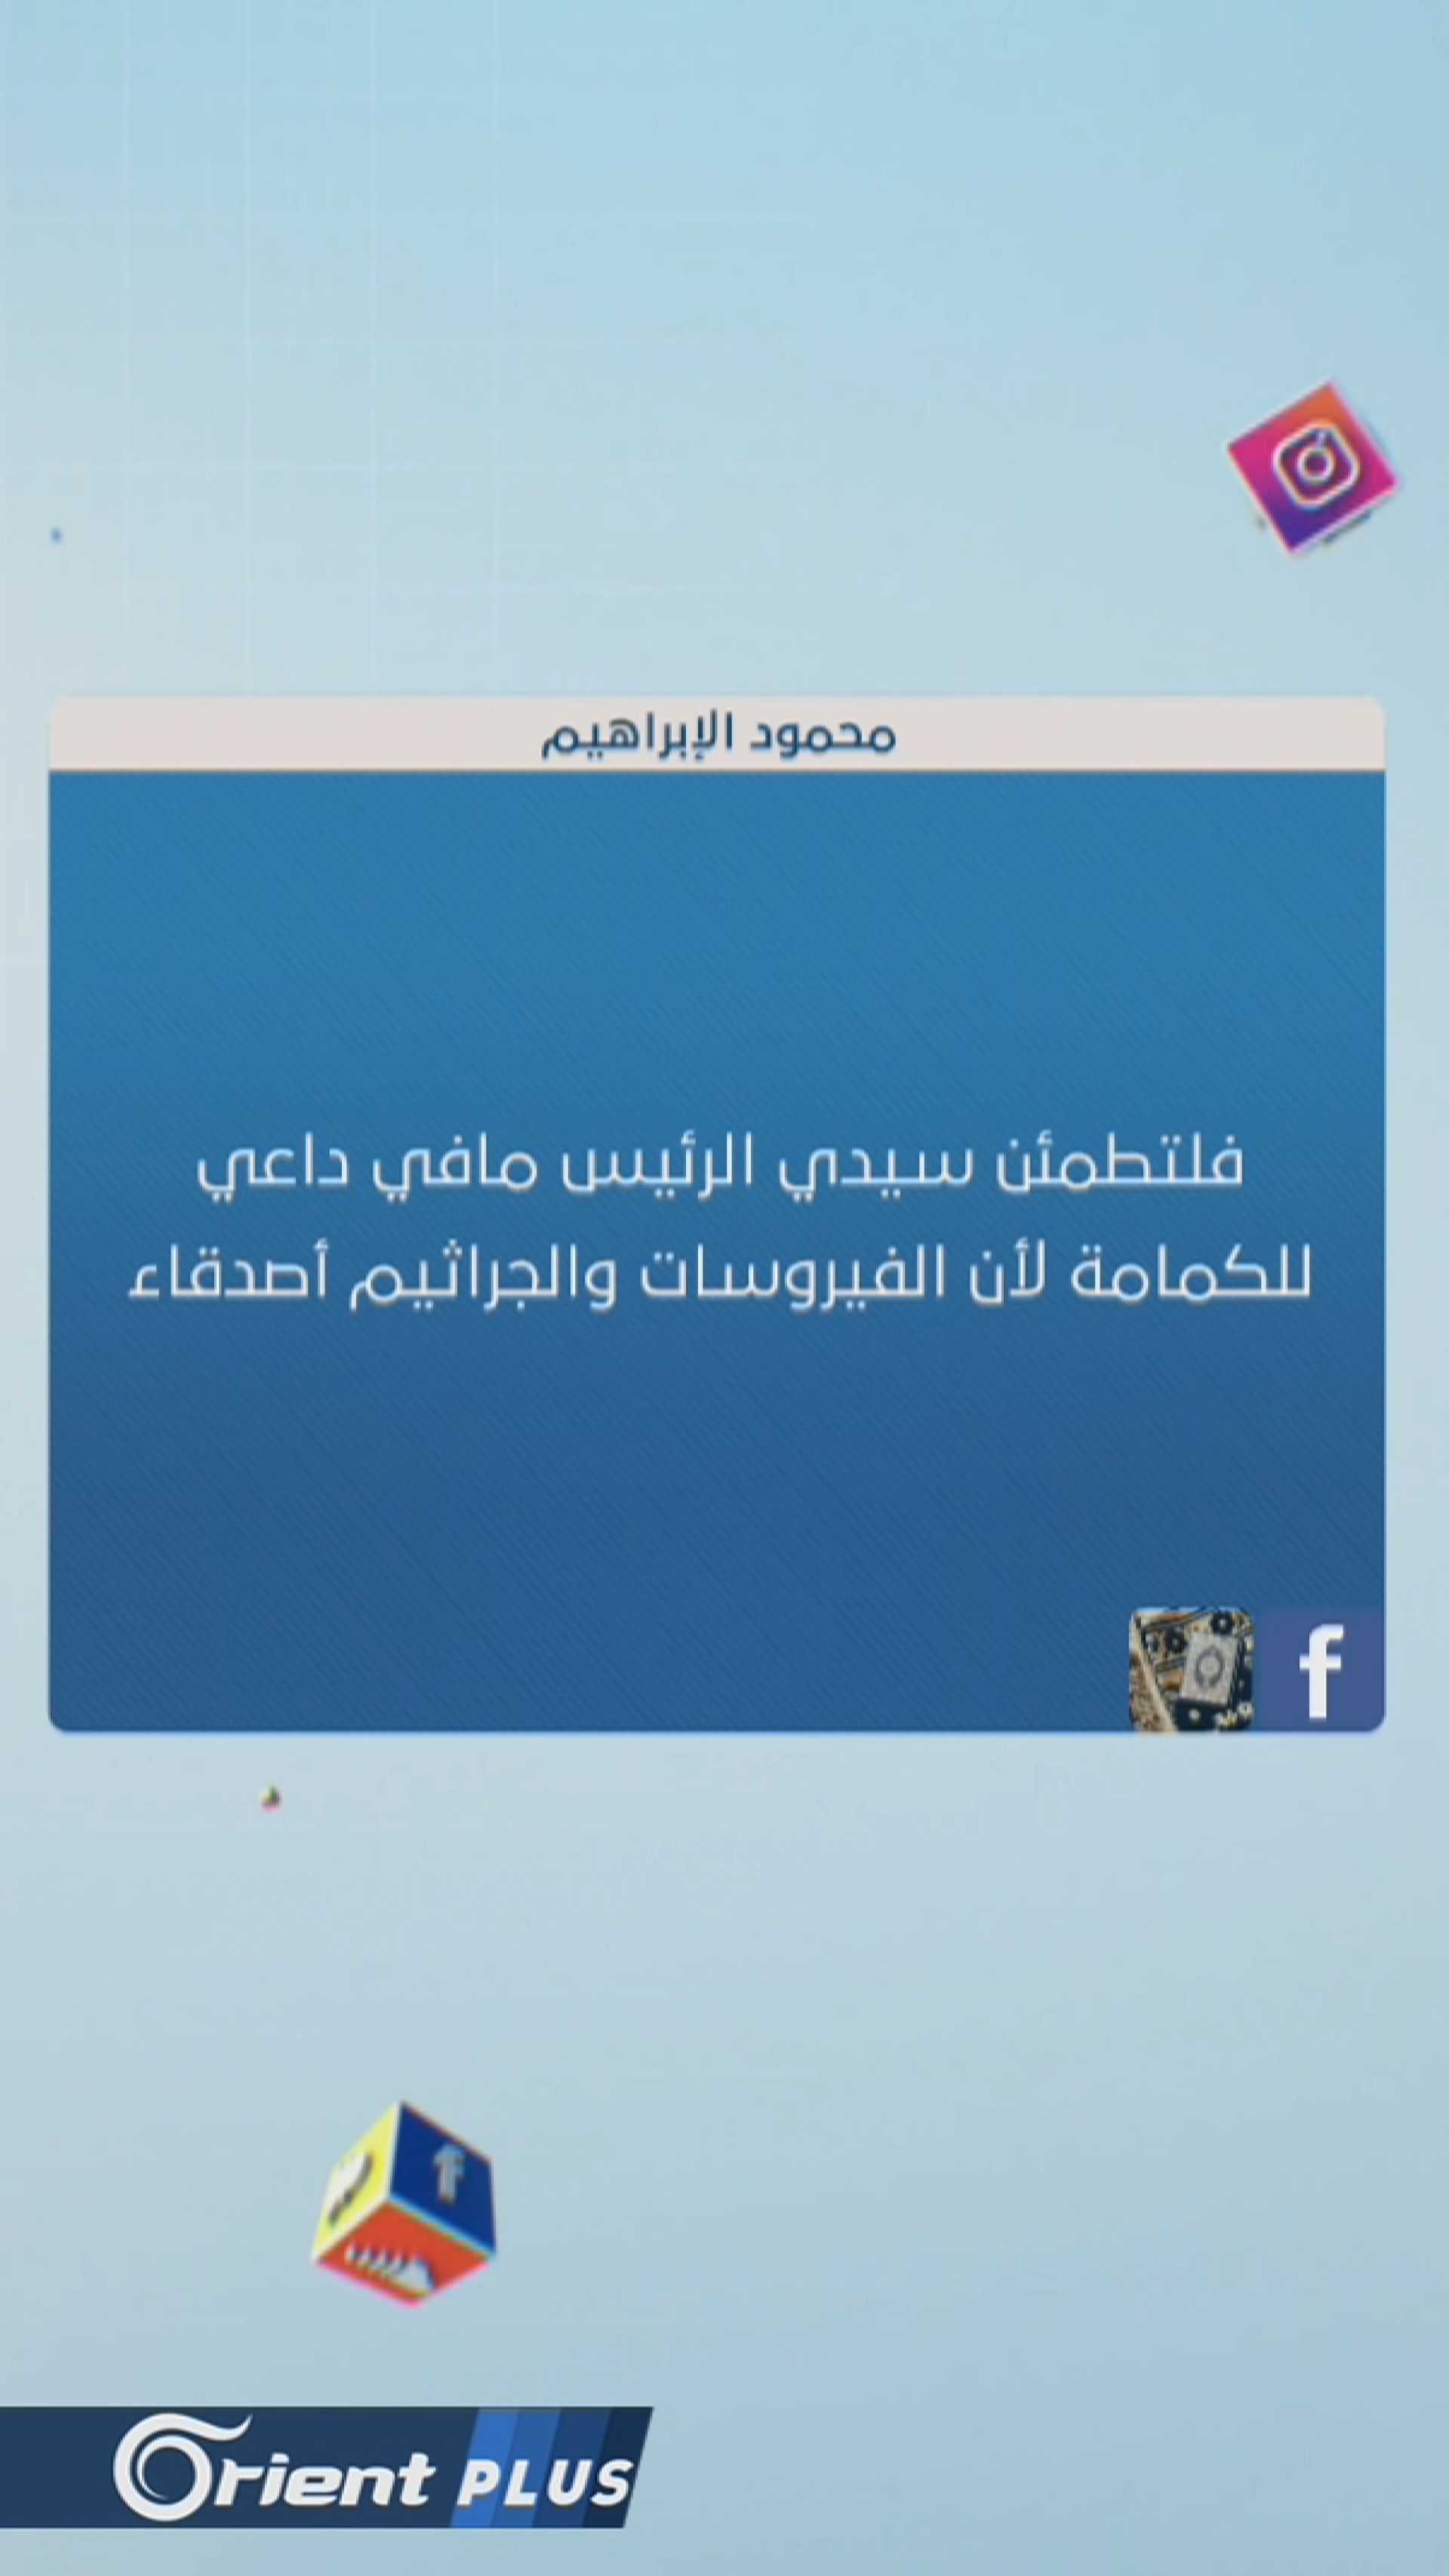 محمود الإبراهيم
فلتطمئن سيدي الرئيس مافي داعي
للكمامة لأن الفيروسات والجراثيم أصدقاء
f
f
Orient PLUS